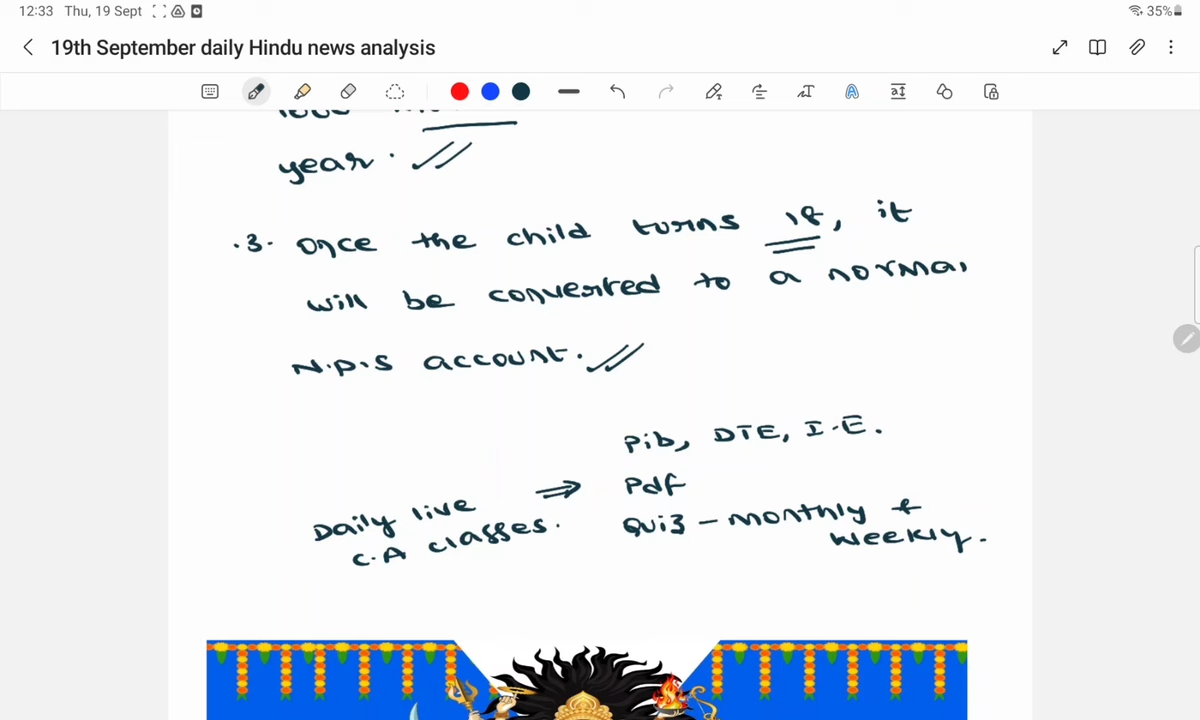 12:33 Thu, 19 Sept
35%
19th September daily Hindu news analysis
year.
.3. Once the child turns 18, it
will be converted to a normal
N.P.S account.
Pib, DTE, I.E.
Pdf
Daily live
C.A classes.
Quiz - monthly &
weekly.